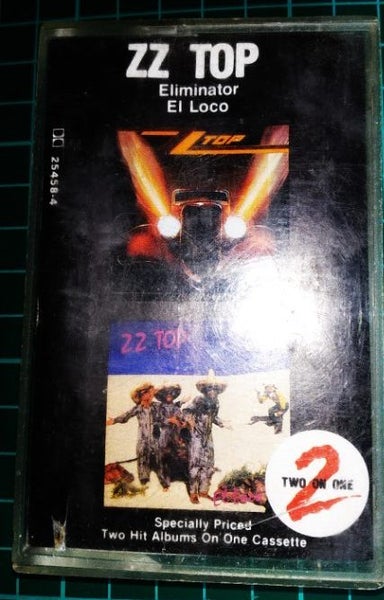 ZZ TOP
Eliminator
El Loco
25458-4
ZZ TOP
ZZ TOP
2
TWO ON ONE
Specially Priced
Two Hit Albums On One Cassette